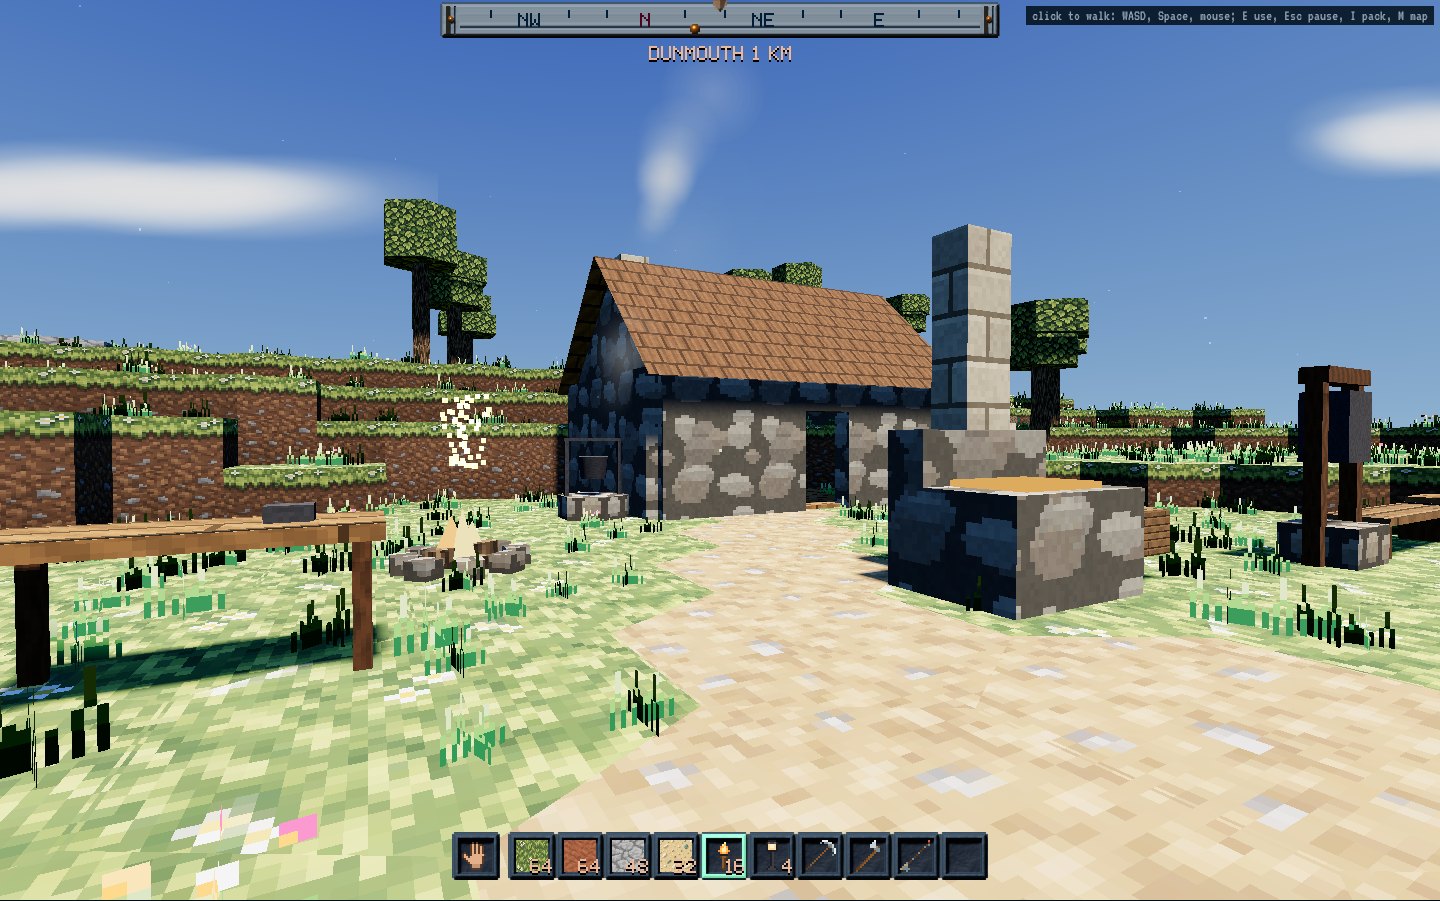 NW N NE E
click to walk: WASD, Space, mouse; E use, Esc pause, I pack, M map
DUNMOUTH 1 KM
64 64 48 32 16 4